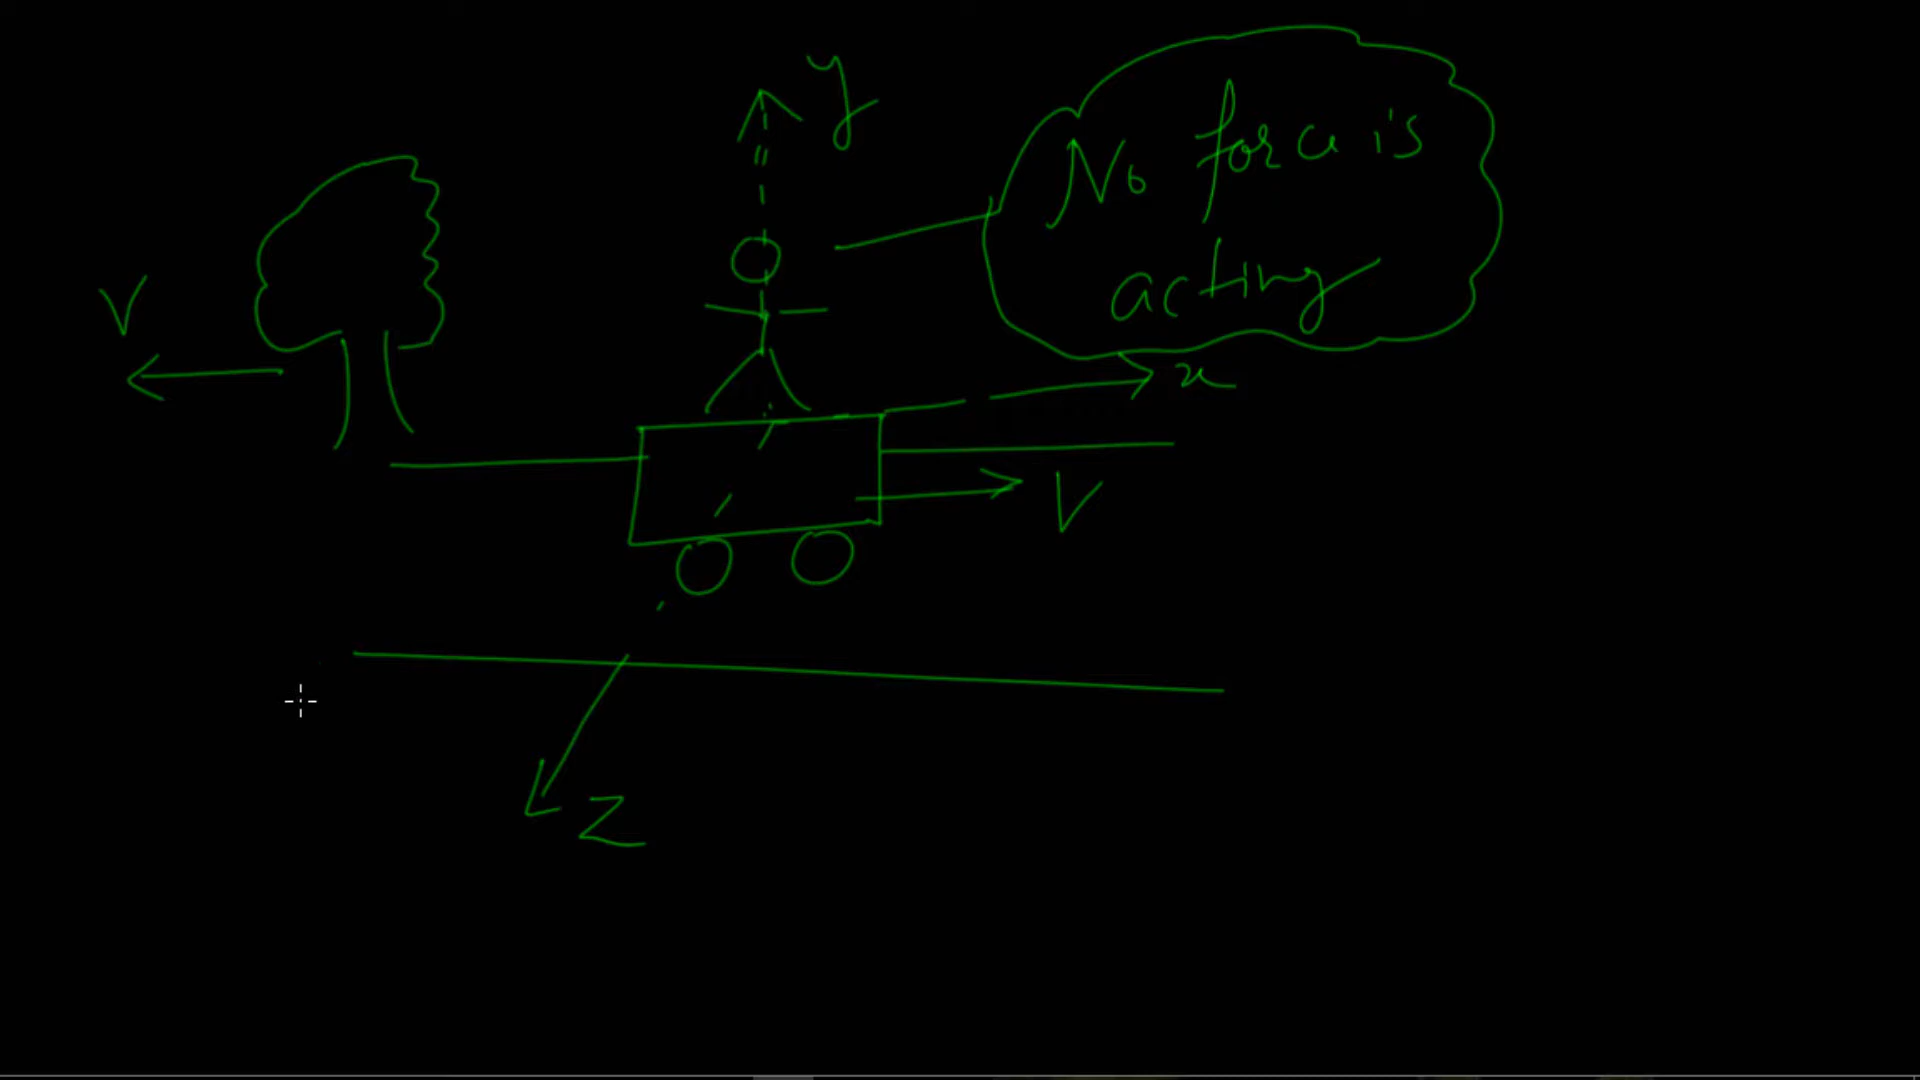 y
No force is
acting
V
x
V
Z